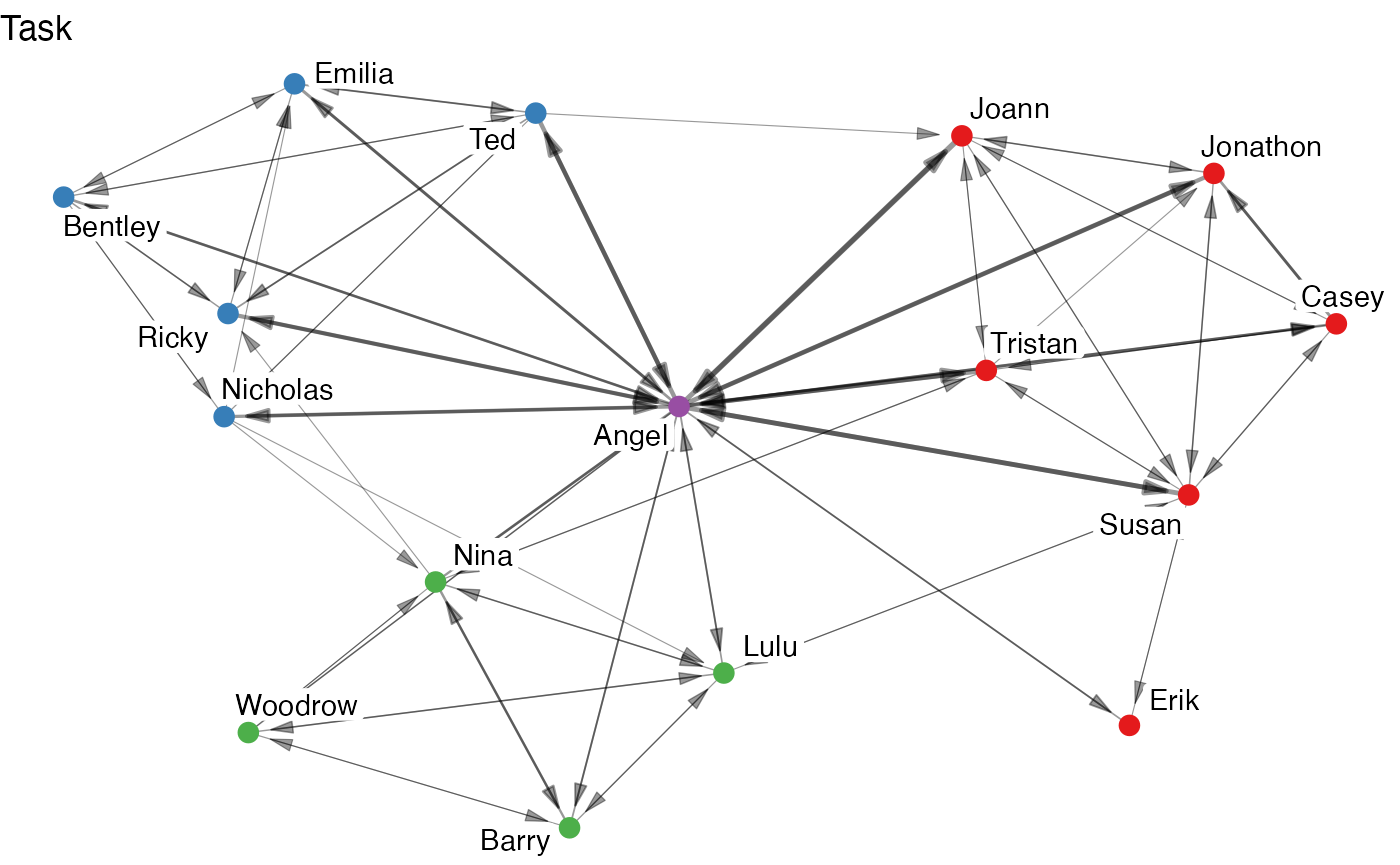 Task
Emilia
Joann
Ted
Jonathon
Bentley
Casey
Ricky
Tristan
Nicholas
Angel
Susan
Nina
Lulu
Erik
Woodrow
Barry